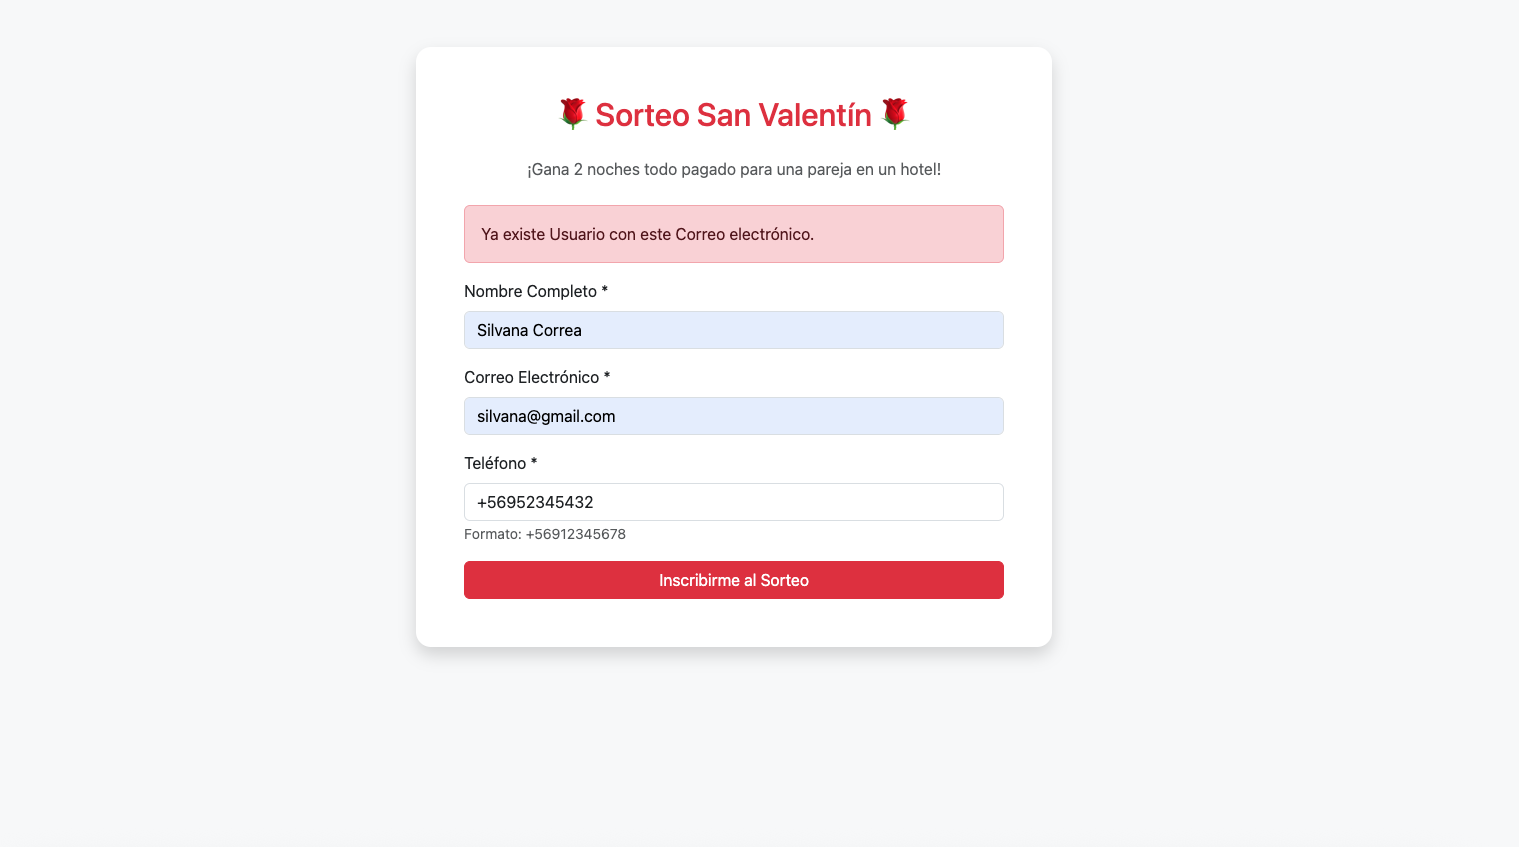 🌹 Sorteo San Valentín 🌹
¡Gana 2 noches todo pagado para una pareja en un hotel!
Ya existe Usuario con este Correo electrónico.
Nombre Completo *
Silvana Correa
Correo Electrónico *
silvana@gmail.com
Teléfono *
+56952345432
Formato: +56912345678
Inscribirme al Sorteo